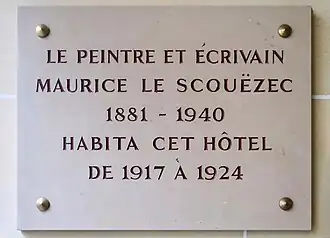 LE PEINTRE ET ÉCRIVAIN
MAURICE LE SCOUËZEC
1881 - 1940
HABITA CET HÔTEL
DE 1917 À 1924